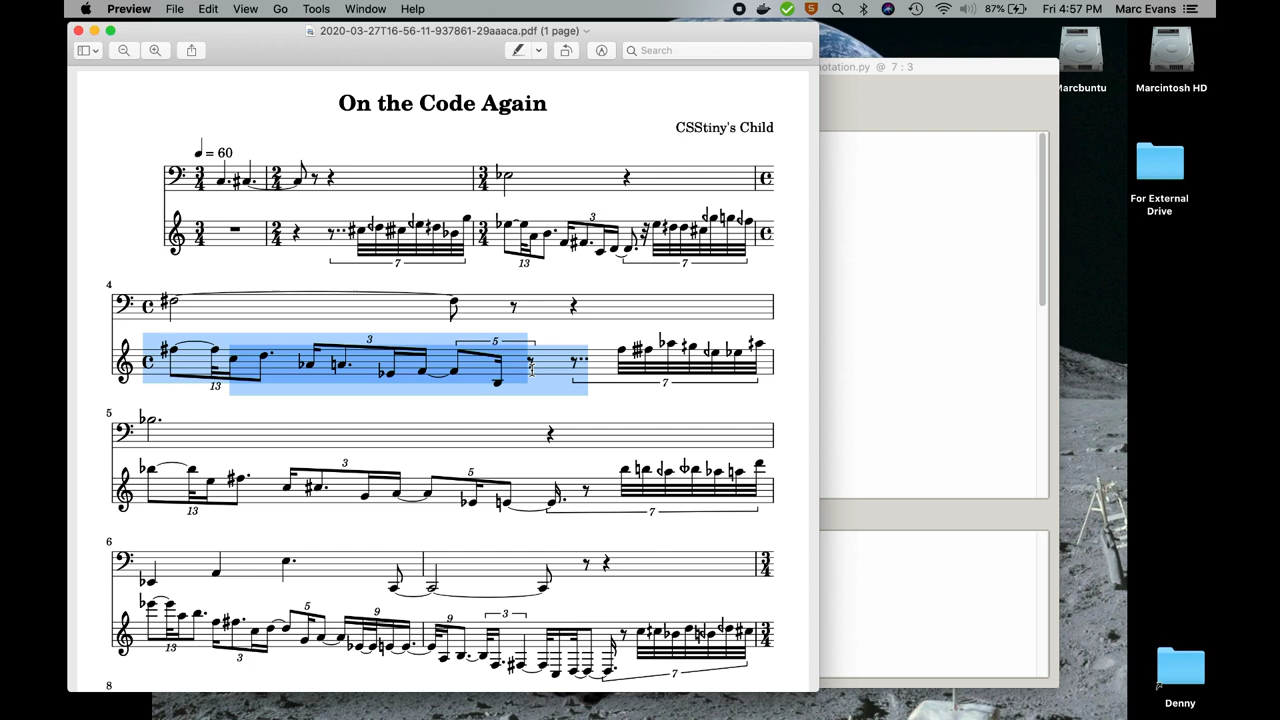 Preview File Edit View Go Tools Window Help 87% Fri 4:57 PM Marc Evans
2020-03-27T16-56-11-937861-29aaaca.pdf (1 page)
Search
otation.py @ 7 : 3
Marcbuntu
Marcintosh HD
For External
Drive
Denny
On the Code Again
CSStiny's Child
= 60
3
7
13
7
4
3
5
13
7
5
3
5
13
7
6
5
9
9
3
13
3
7
8